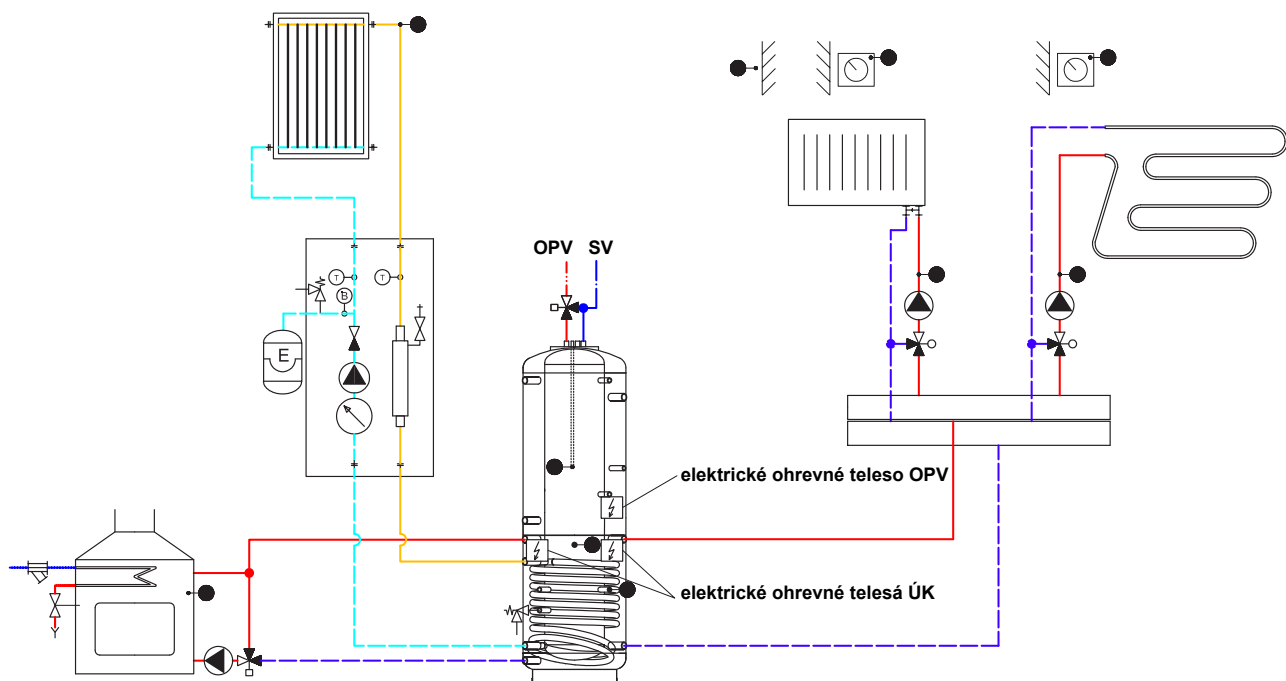 OPV SV
T
T
B
E
elektrické ohrevné teleso OPV
elektrické ohrevné telesá ÚK